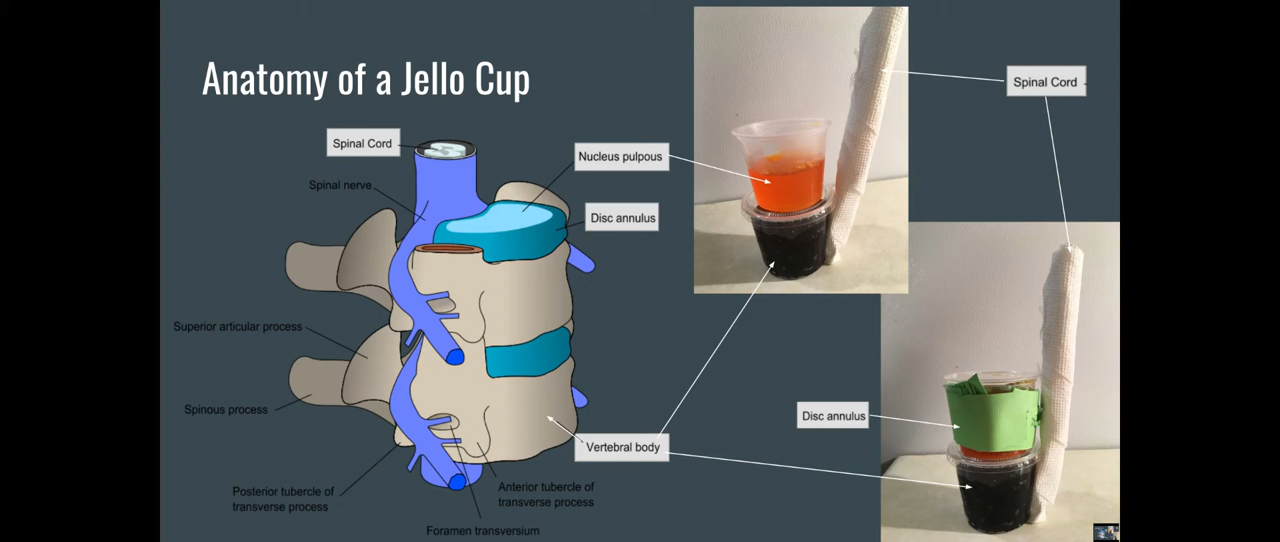 Anatomy of a Jello Cup
Spinal Cord
Spinal nerve
Nucleus pulpous
Disc annulus
Superior articular process
Spinous process
Posterior tubercle of
transverse process
Foramen transversium
Anterior tubercle of
transverse process
Vertebral body
Spinal Cord
Disc annulus